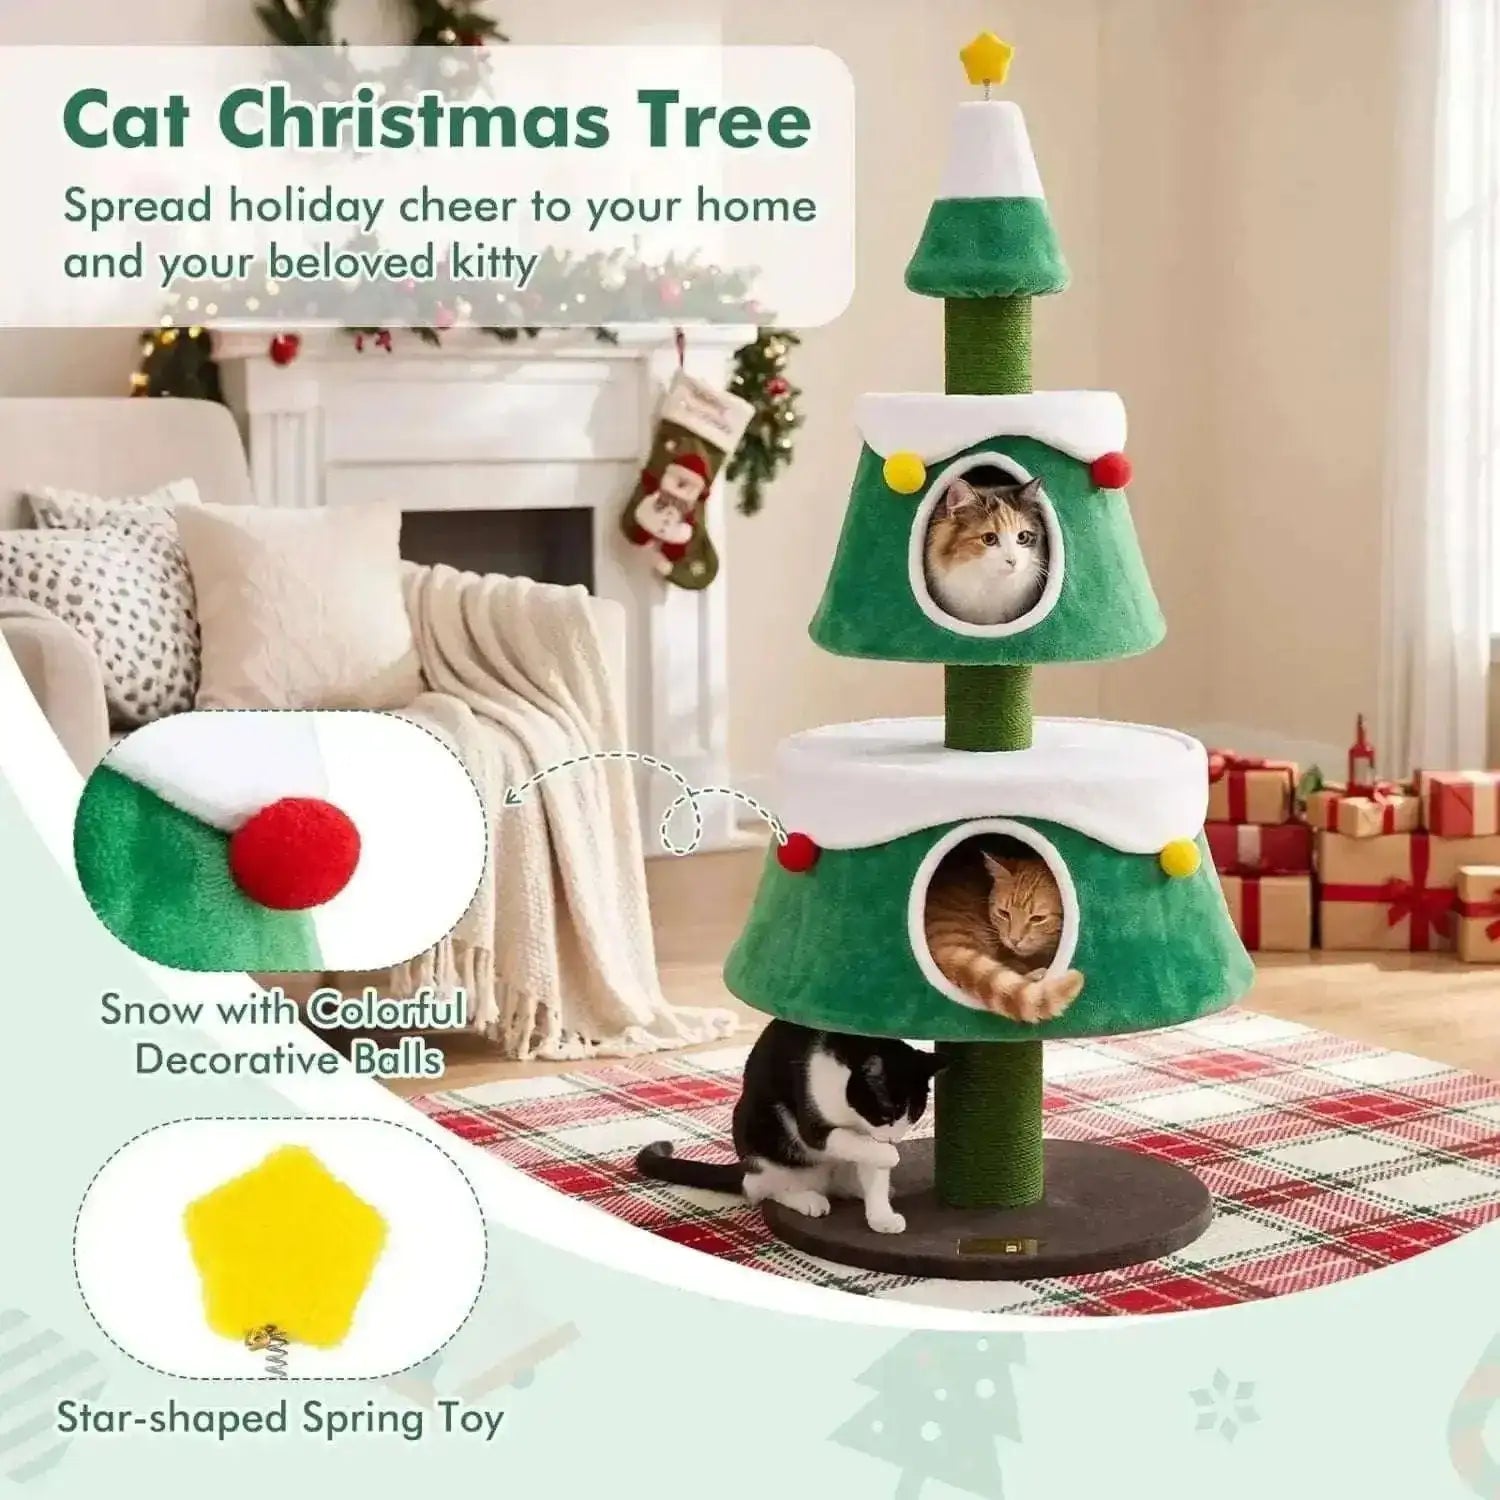 Cat Christmas Tree
Spread holiday cheer to your home
and your beloved kitty
Snow with Colorful
Decorative Balls
Star-shaped Spring Toy